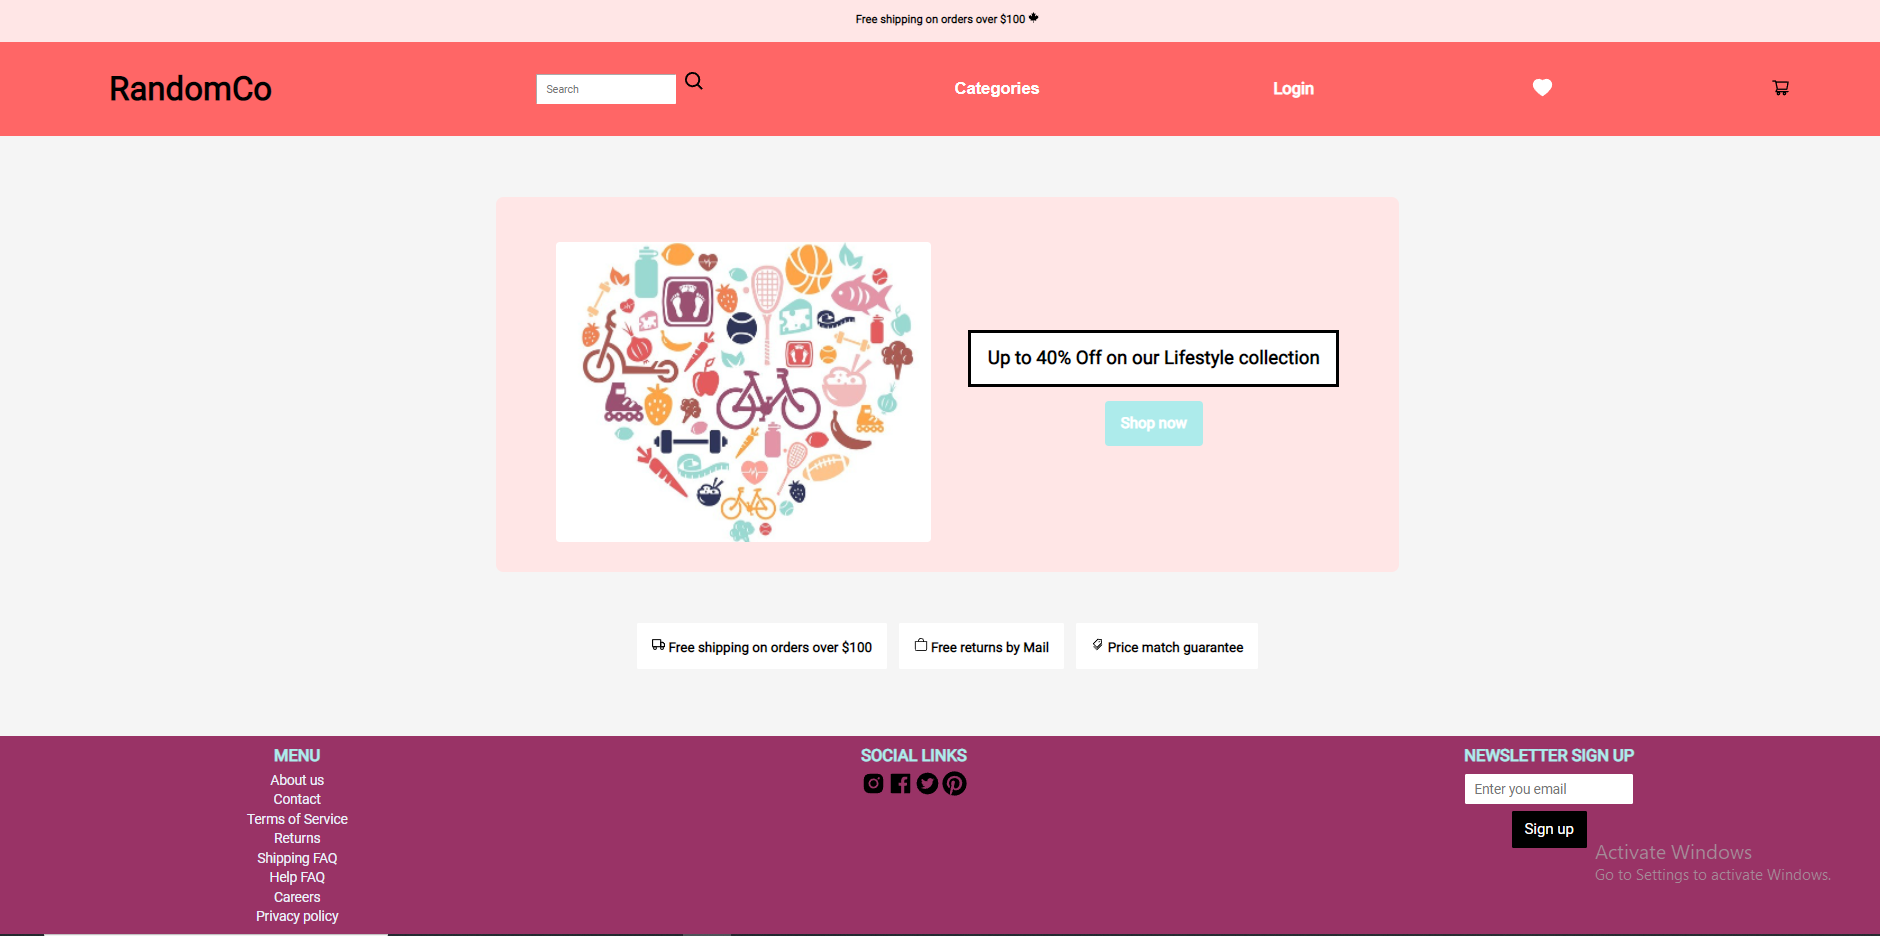 Free shipping on orders over $100
RandomCo
Search
Categories
Login
Up to 40% Off on our Lifestyle collection
Shop now
Free shipping on orders over $100
Free returns by Mail
Price match guarantee
MENU
About us
Contact
Terms of Service
Returns
Shipping FAQ
Help FAQ
Careers
Privacy policy
SOCIAL LINKS
NEWSLETTER SIGN UP
Enter you email
Sign up
Activate Windows
Go to Settings to activate Windows.